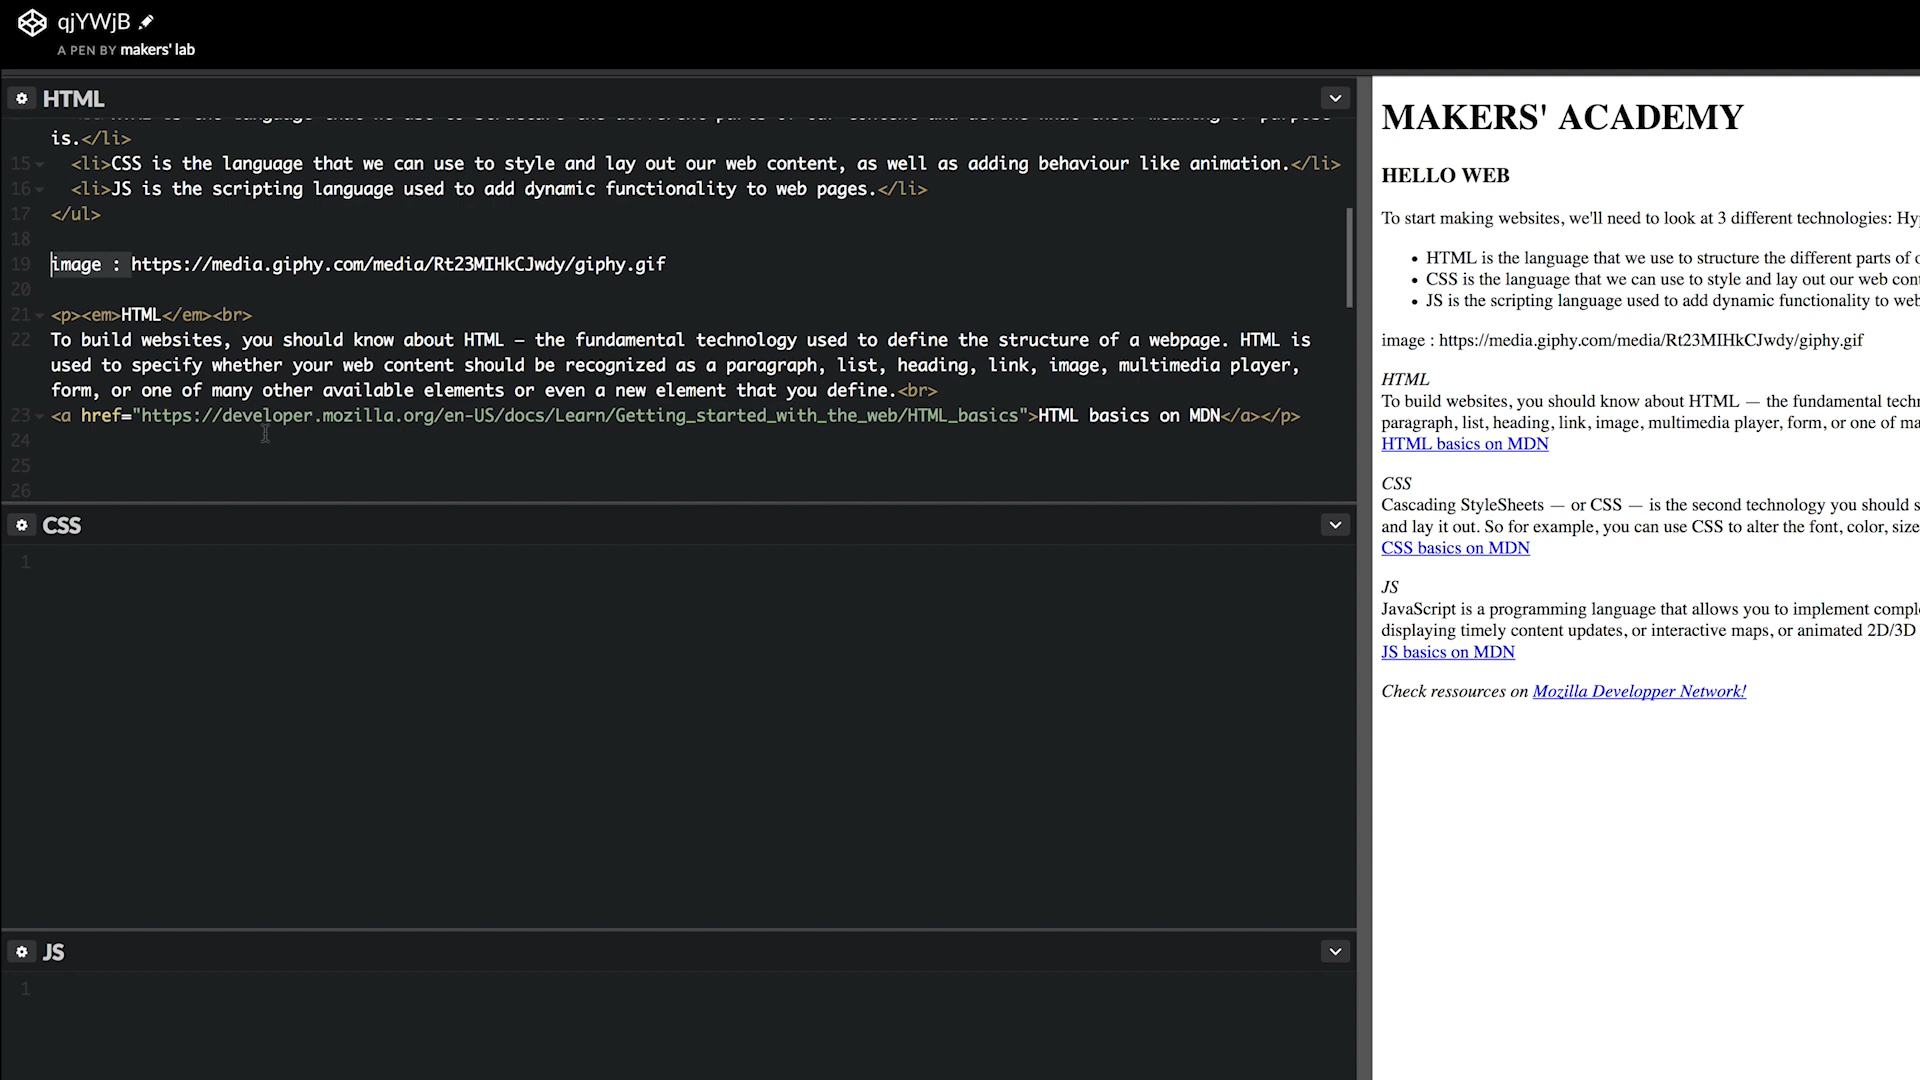 qjYWjB
A PEN BY makers' lab
HTML
is.</li>
15 <li>CSS is the language that we can use to style and lay out our web content, as well as adding behaviour like animation.</li>
16 <li>JS is the scripting language used to add dynamic functionality to web pages.</li>
17 </ul>
18
19 image : https://media.giphy.com/media/Rt23MIHkCJwdy/giphy.gif
20
21 <p><em>HTML</em><br>
22 To build websites, you should know about HTML — the fundamental technology used to define the structure of a webpage. HTML is
used to specify whether your web content should be recognized as a paragraph, list, heading, link, image, multimedia player,
form, or one of many other available elements or even a new element that you define.<br>
23 <a href="https://developer.mozilla.org/en-US/docs/Learn/Getting_started_with_the_web/HTML_basics">HTML basics on MDN</a></p>
24
25
26
CSS
1
JS
1
MAKERS' ACADEMY
HELLO WEB
To start making websites, we'll need to look at 3 different technologies: Hy
• HTML is the language that we use to structure the different parts of
• CSS is the language that we can use to style and lay out our web con
• JS is the scripting language used to add dynamic functionality to web
image : https://media.giphy.com/media/Rt23MIHkCJwdy/giphy.gif
HTML
To build websites, you should know about HTML — the fundamental tech
paragraph, list, heading, link, image, multimedia player, form, or one of ma
HTML basics on MDN
CSS
Cascading StyleSheets — or CSS — is the second technology you should s
and lay it out. So for example, you can use CSS to alter the font, color, size
CSS basics on MDN
JS
JavaScript is a programming language that allows you to implement compl
displaying timely content updates, or interactive maps, or animated 2D/3D
JS basics on MDN
Check ressources on Mozilla Developper Network!